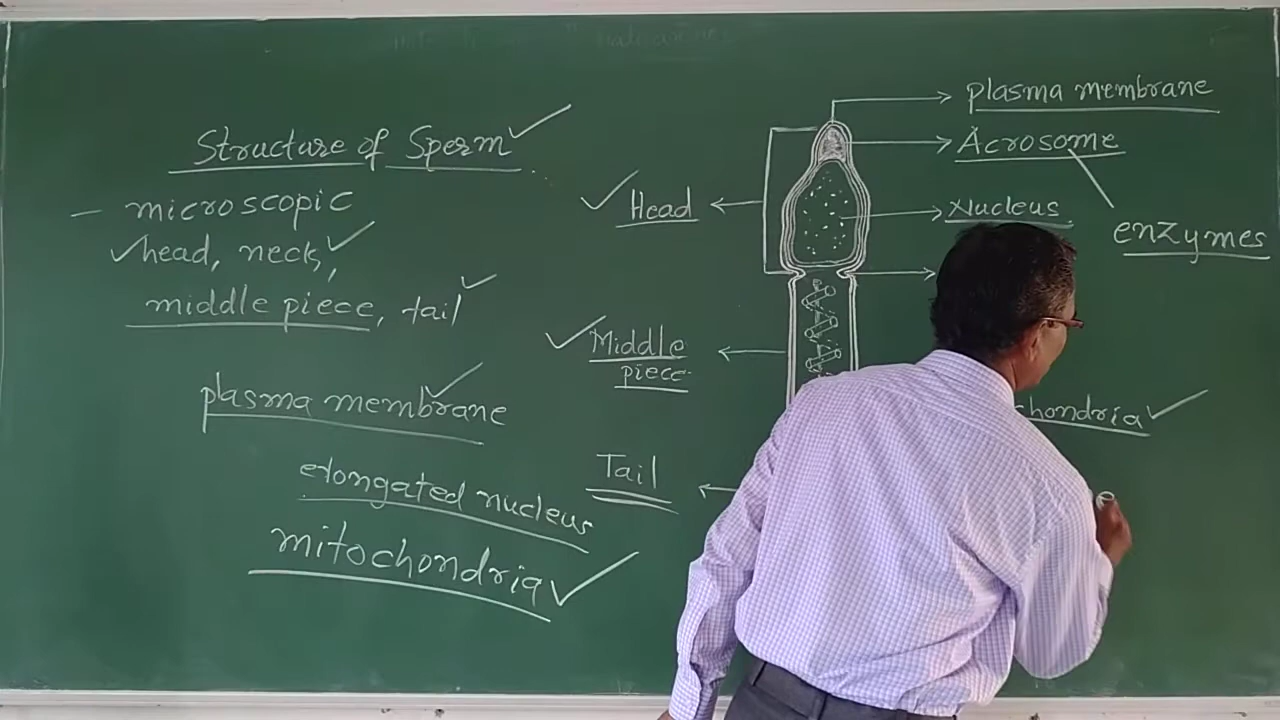 Structure of Sperm
- microscopic
head, neck,
middle piece, tail
plasma membrane
elongated nucleus
mitochondria
Head
Middle
piece
Tail
plasma membrane
Acrosome
Nucleus
enzymes
chondria
e